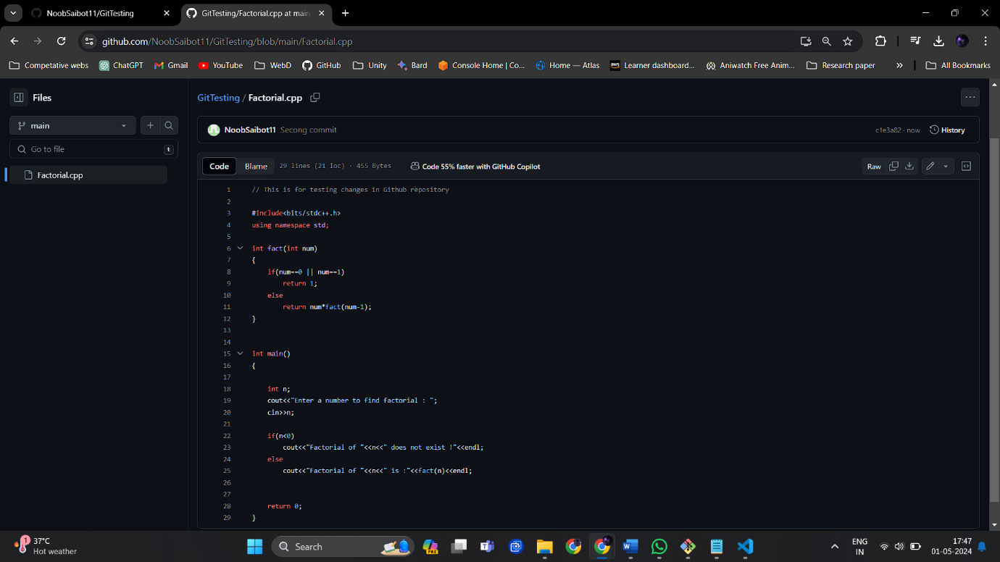 NoobSaibot11/GitTesting
GitTesting/Factorial.cpp at main
github.com/NoobSaibot11/GitTesting/blob/main/Factorial.cpp
Competative webs ChatGPT Gmail YouTube WebD GitHub Unity Bard Console Home | Co... Home — Atlas aws Learner dashboard... Aniwatch Free Anim... Research paper » All Bookmarks
Files
main
Go to file t
Factorial.cpp
GitTesting / Factorial.cpp
NoobSaibot11 Secong commit c1e3a82 · now History
Code Blame 29 lines (21 loc) · 455 Bytes Code 55% faster with GitHub Copilot Raw
1 // This is for testing changes in Github repository
2
3 #include<bits/stdc++.h>
4 using namespace std;
5
6 int fact(int num)
7 {
8 if(num==0 || num==1)
9 return 1;
10 else
11 return num*fact(num-1);
12 }
13
14
15 int main()
16 {
17
18 int n;
19 cout<<"Enter a number to find factorial : ";
20 cin>>n;
21
22 if(n<0)
23 cout<<"Factorial of "<<n<<" does not exist !"<<endl;
24 else
25 cout<<"Factorial of "<<n<<" is :"<<fact(n)<<endl;
26
27
28 return 0;
29 }
1
37°C
Hot weather
Search
PRE
ENG
IN
17:47
01-05-2024